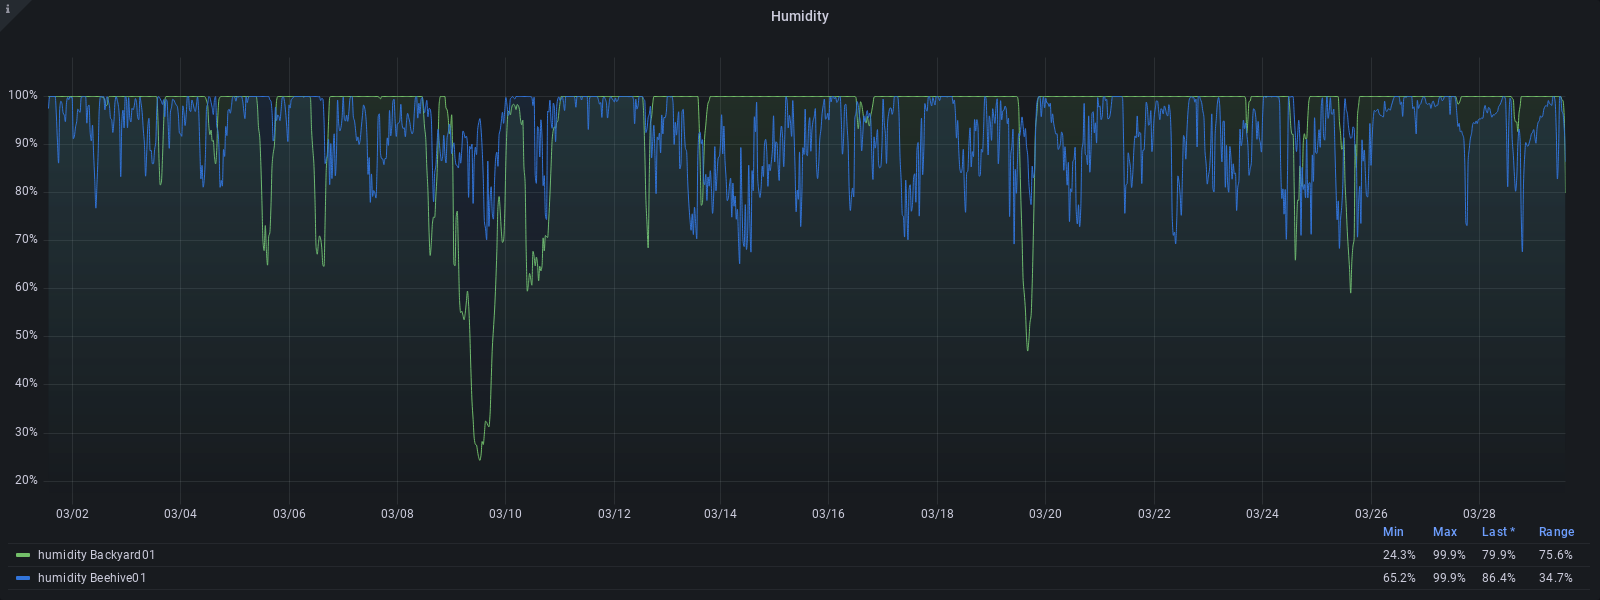 i
Humidity
100%
90%
80%
70%
60%
50%
40%
30%
20%
03/02 03/04 03/06 03/08 03/10 03/12 03/14 03/16 03/18 03/20 03/22 03/24 03/26 03/28
Min Max Last * Range
humidity Backyard01 24.3% 99.9% 79.9% 75.6%
humidity Beehive01 65.2% 99.9% 86.4% 34.7%